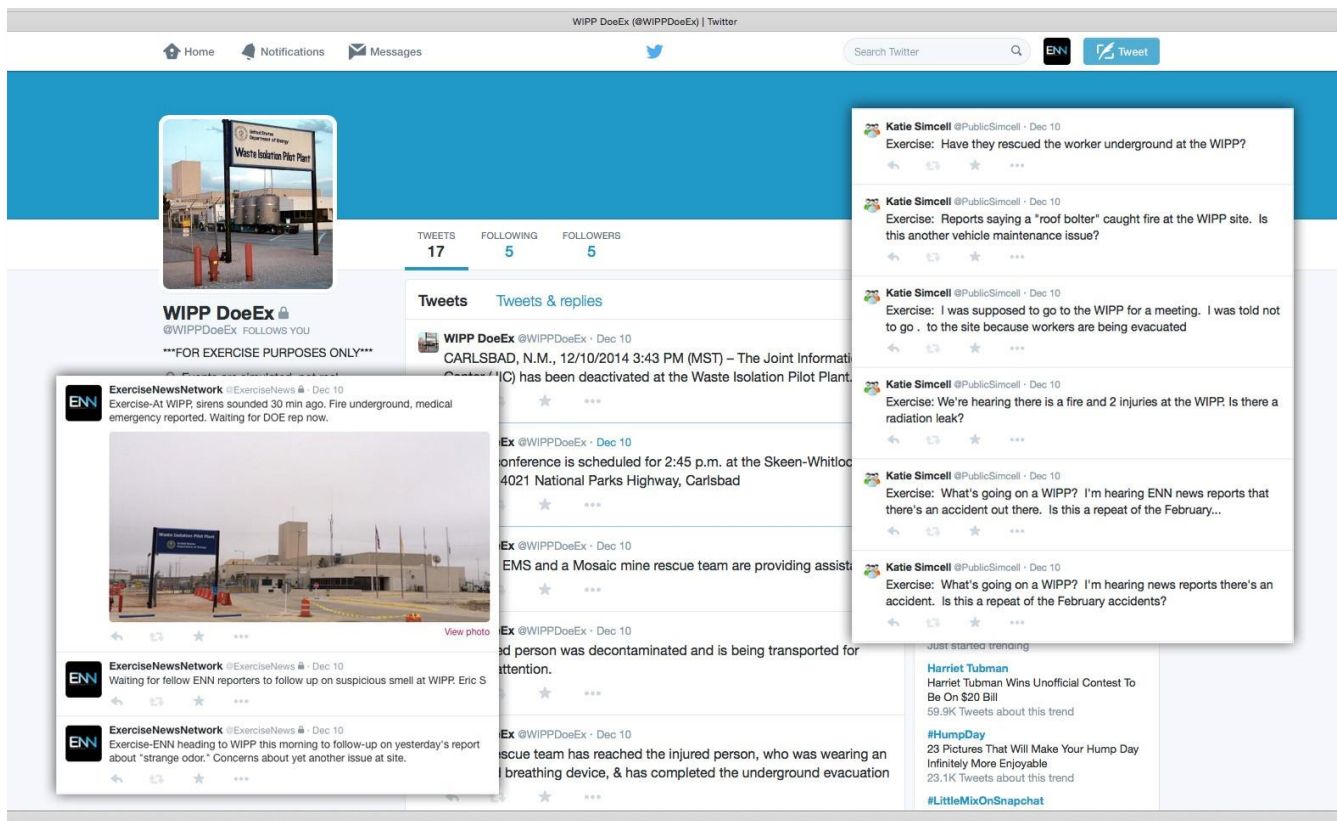 WIPP DoeEx (@WIPPDoeEx) | Twitter
Home
Notifications
Messages
Search Twitter
ENN
Tweet
United States
Department of Energy
Waste Isolation Pilot Plant
TWEETS
17
FOLLOWING
5
FOLLOWERS
5
WIPP DoeEx
@WIPPDoeEx FOLLOWS YOU
***FOR EXERCISE PURPOSES ONLY***
Tweets
Tweets & replies
WIPP DoeEx @WIPPDoeEx · Dec 10
CARLSBAD, N.M., 12/10/2014 3:43 PM (MST) – The Joint Informati
IC) has been deactivated at the Waste Isolation Pilot Plant.
Ex @WIPPDoeEx · Dec 10
onference is scheduled for 2:45 p.m. at the Skeen-Whitloc
4021 National Parks Highway, Carlsbad
Ex @WIPPDoeEx · Dec 10
EMS and a Mosaic mine rescue team are providing assista
Ex @WIPPDoeEx · Dec 10
ed person was decontaminated and is being transported for
attention.
Ex @WIPPDoeEx · Dec 10
escue team has reached the injured person, who was wearing an
breathing device, & has completed the underground evacuation
ENN
ExerciseNewsNetwork @ExerciseNews · Dec 10
Exercise-At WIPP, sirens sounded 30 min ago. Fire underground, medical
emergency reported. Waiting for DOE rep now.
Waste Isolation Pilot Plant
View photo
ENN
ExerciseNewsNetwork @ExerciseNews · Dec 10
Waiting for fellow ENN reporters to follow up on suspicious smell at WIPP. Eric S
ENN
ExerciseNewsNetwork @ExerciseNews · Dec 10
Exercise-ENN heading to WIPP this morning to follow-up on yesterday's report
about "strange odor." Concerns about yet another issue at site.
Katie Simcell @PublicSimcell · Dec 10
Exercise: Have they rescued the worker underground at the WIPP?
Katie Simcell @PublicSimcell · Dec 10
Exercise: Reports saying a "roof bolter" caught fire at the WIPP site. Is
this another vehicle maintenance issue?
Katie Simcell @PublicSimcell · Dec 10
Exercise: I was supposed to go to the WIPP for a meeting. I was told not
to go . to the site because workers are being evacuated
Katie Simcell @PublicSimcell · Dec 10
Exercise: We're hearing there is a fire and 2 injuries at the WIPP. Is there a
radiation leak?
Katie Simcell @PublicSimcell · Dec 10
Exercise: What's going on a WIPP? I'm hearing ENN news reports that
there's an accident out there. Is this a repeat of the February...
Katie Simcell @PublicSimcell · Dec 10
Exercise: What's going on a WIPP? I'm hearing news reports there's an
accident. Is this a repeat of the February accidents?
Just started trending
Harriet Tubman
Harriet Tubman Wins Unofficial Contest To
Be On $20 Bill
59.9K Tweets about this trend
#HumpDay
23 Pictures That Will Make Your Hump Day
Infinitely More Enjoyable
23.1K Tweets about this trend
#LittleMixOnSnapchat